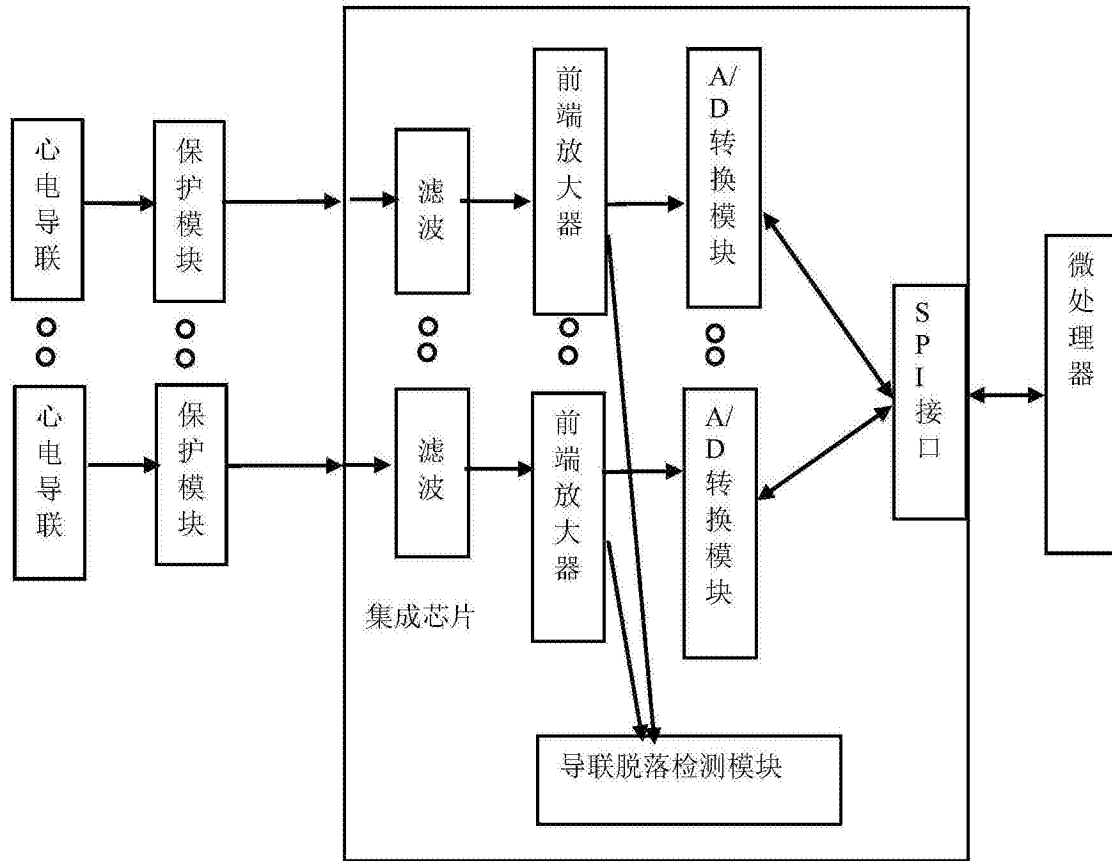 心电导联
保护模块
滤波
前端放大器
A/D转换模块
心电导联
保护模块
滤波
前端放大器
A/D转换模块
SPI接口
微处理器
集成芯片
导联脱落检测模块